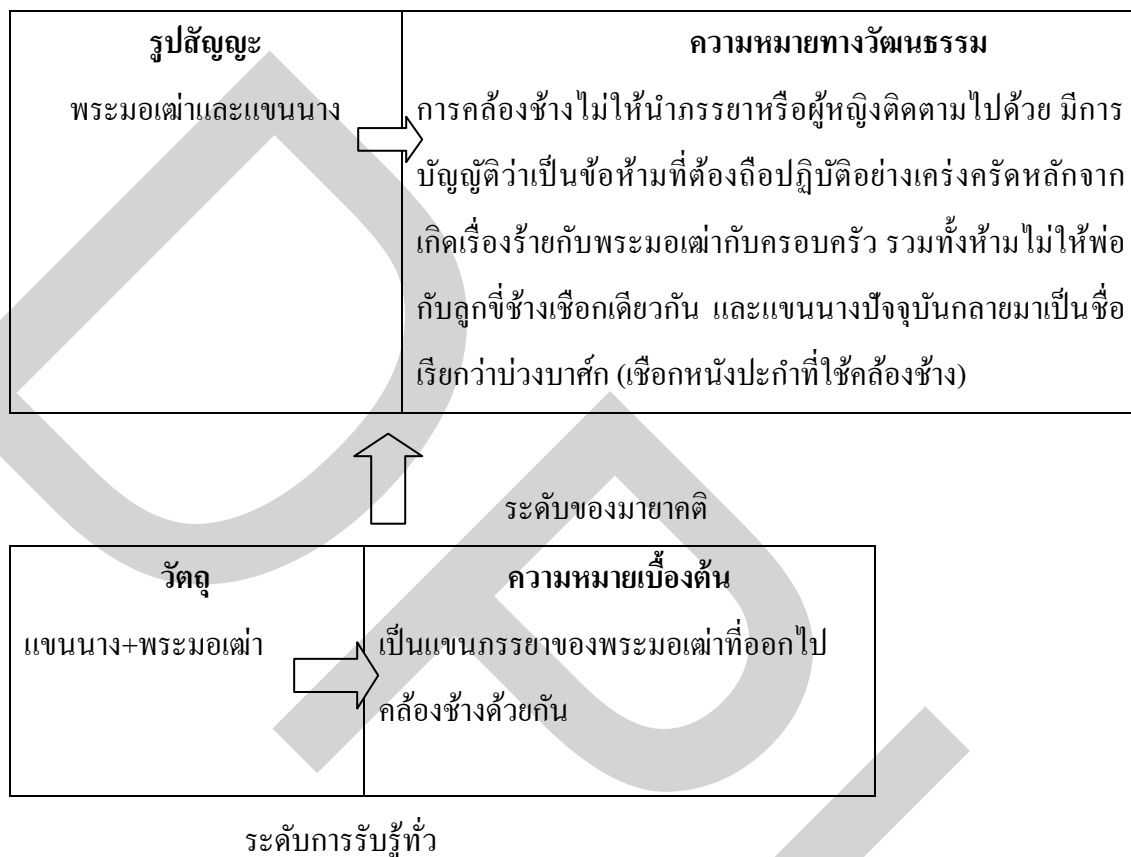 รูปสัญญะ
พระมอเฒ่าและแขนนาง
ความหมายทางวัฒนธรรม
การคล้องช้างไม่ให้นำภรรยาหรือผู้หญิงติดตามไปด้วย มีการ
บัญญัติว่าเป็นข้อห้ามที่ต้องถือปฏิบัติอย่างเคร่งครัดหลักจาก
เกิดเรื่องร้ายกับพระมอเฒ่ากับครอบครัว รวมทั้งห้ามไม่ให้พ่อ
กับลูกขี่ช้างเชือกเดียวกัน และแขนนางปัจจุบันกลายมาเป็นชื่อ
เรียกว่าบ่วงบาศก์ (เชือกหนังปะกำที่ใช้คล้องช้าง)
ระดับของมายาคติ
วัตถุ
แขนนาง+พระมอเฒ่า
ความหมายเบื้องต้น
เป็นแขนภรรยาของพระมอเฒ่าที่ออกไป
คล้องช้างด้วยกัน
ระดับการรับรู้ทั่ว